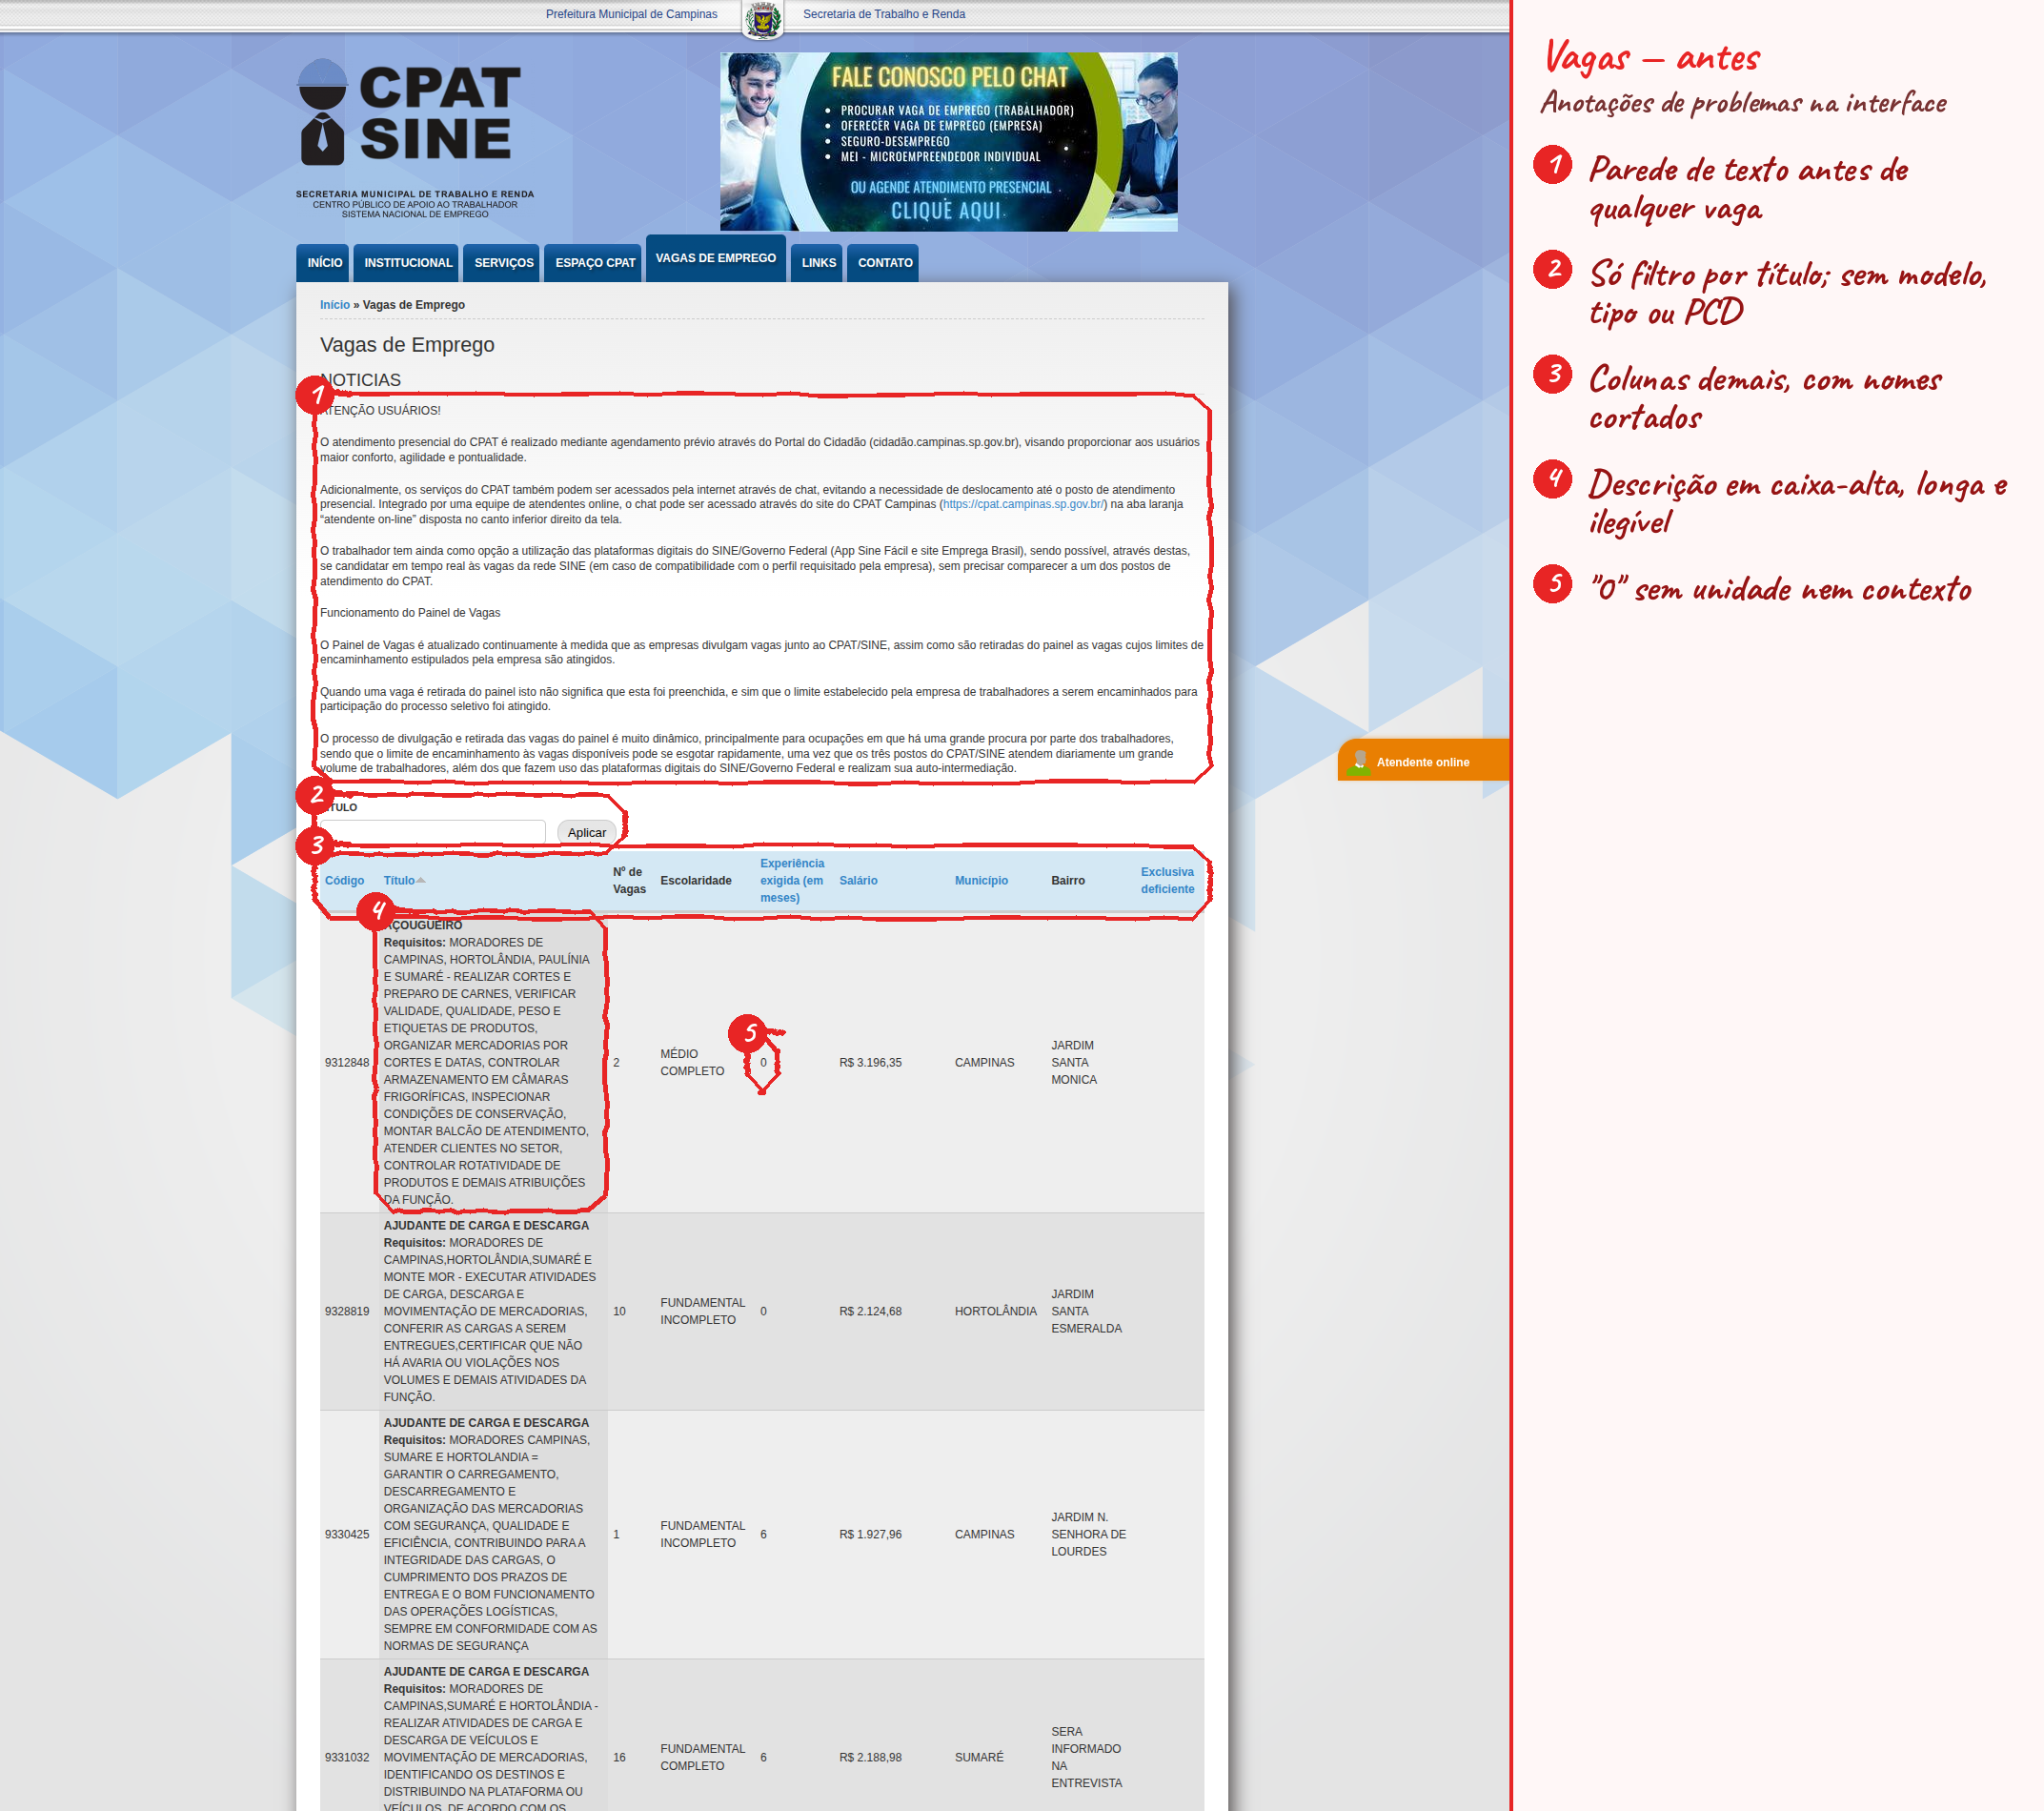 Prefeitura Municipal de Campinas
Secretaria de Trabalho e Renda
CPAT
SINE
SECRETARIA MUNICIPAL DE TRABALHO E RENDA
CENTRO PÚBLICO DE APOIO AO TRABALHADOR
SISTEMA NACIONAL DE EMPREGO
FALE CONOSCO PELO CHAT
• PROCURAR VAGA DE EMPREGO (TRABALHADOR)
• OFERECER VAGA DE EMPREGO (EMPRESA)
• SEGURO-DESEMPREGO
• MEI - MICROEMPREENDEDOR INDIVIDUAL
OU AGENDE ATENDIMENTO PRESENCIAL
CLIQUE AQUI
INÍCIO
INSTITUCIONAL
SERVIÇOS
ESPAÇO CPAT
VAGAS DE EMPREGO
LINKS
CONTATO
Início » Vagas de Emprego
Vagas de Emprego
NOTICIAS
1
ATENÇÃO USUÁRIOS!
O atendimento presencial do CPAT é realizado mediante agendamento prévio através do Portal do Cidadão (cidadão.campinas.sp.gov.br), visando proporcionar aos usuários
maior conforto, agilidade e pontualidade.
Adicionalmente, os serviços do CPAT também podem ser acessados pela internet através de chat, evitando a necessidade de deslocamento até o posto de atendimento
presencial. Integrado por uma equipe de atendentes online, o chat pode ser acessado através do site do CPAT Campinas (https://cpat.campinas.sp.gov.br/) na aba laranja
“atendente on-line” disposta no canto inferior direito da tela.
O trabalhador tem ainda como opção a utilização das plataformas digitais do SINE/Governo Federal (App Sine Fácil e site Emprega Brasil), sendo possível, através destas,
se candidatar em tempo real às vagas da rede SINE (em caso de compatibilidade com o perfil requisitado pela empresa), sem precisar comparecer a um dos postos de
atendimento do CPAT.
Funcionamento do Painel de Vagas
O Painel de Vagas é atualizado continuamente à medida que as empresas divulgam vagas junto ao CPAT/SINE, assim como são retiradas do painel as vagas cujos limites de
encaminhamento estipulados pela empresa são atingidos.
Quando uma vaga é retirada do painel isto não significa que esta foi preenchida, e sim que o limite estabelecido pela empresa de trabalhadores a serem encaminhados para
participação do processo seletivo foi atingido.
O processo de divulgação e retirada das vagas do painel é muito dinâmico, principalmente para ocupações em que há uma grande procura por parte dos trabalhadores,
sendo que o limite de encaminhamento às vagas disponíveis pode se esgotar rapidamente, uma vez que os três postos do CPAT/SINE atendem diariamente um grande
volume de trabalhadores, além dos que fazem uso das plataformas digitais do SINE/Governo Federal e realizam sua auto-intermediação.
Atendente online
2
TÍTULO
Aplicar
3
Código
Título
Nº de
Vagas
Escolaridade
Experiência
exigida (em
meses)
Salário
Município
Bairro
Exclusiva
deficiente
4
9312848
AÇOUGUEIRO
Requisitos: MORADORES DE
CAMPINAS, HORTOLÂNDIA, PAULÍNIA
E SUMARÉ - REALIZAR CORTES E
PREPARO DE CARNES, VERIFICAR
VALIDADE, QUALIDADE, PESO E
ETIQUETAS DE PRODUTOS,
ORGANIZAR MERCADORIAS POR
CORTES E DATAS, CONTROLAR
ARMAZENAMENTO EM CÂMARAS
FRIGORÍFICAS, INSPECIONAR
CONDIÇÕES DE CONSERVAÇÃO,
MONTAR BALCÃO DE ATENDIMENTO,
ATENDER CLIENTES NO SETOR,
CONTROLAR ROTATIVIDADE DE
PRODUTOS E DEMAIS ATRIBUIÇÕES
DA FUNÇÃO.
2
MÉDIO
COMPLETO
5
0
R$ 3.196,35
CAMPINAS
JARDIM
SANTA
MONICA
9328819
AJUDANTE DE CARGA E DESCARGA
Requisitos: MORADORES DE
CAMPINAS,HORTOLÂNDIA,SUMARÉ E
MONTE MOR - EXECUTAR ATIVIDADES
DE CARGA, DESCARGA E
MOVIMENTAÇÃO DE MERCADORIAS,
CONFERIR AS CARGAS A SEREM
ENTREGUES,CERTIFICAR QUE NÃO
HÁ AVARIA OU VIOLAÇÕES NOS
VOLUMES E DEMAIS ATIVIDADES DA
FUNÇÃO.
10
FUNDAMENTAL
INCOMPLETO
0
R$ 2.124,68
HORTOLÂNDIA
JARDIM
SANTA
ESMERALDA
9330425
AJUDANTE DE CARGA E DESCARGA
Requisitos: MORADORES CAMPINAS,
SUMARE E HORTOLANDIA =
GARANTIR O CARREGAMENTO,
DESCARREGAMENTO E
ORGANIZAÇÃO DAS MERCADORIAS
COM SEGURANÇA, QUALIDADE E
EFICIÊNCIA, CONTRIBUINDO PARA A
INTEGRIDADE DAS CARGAS, O
CUMPRIMENTO DOS PRAZOS DE
ENTREGA E O BOM FUNCIONAMENTO
DAS OPERAÇÕES LOGÍSTICAS,
SEMPRE EM CONFORMIDADE COM AS
NORMAS DE SEGURANÇA
1
FUNDAMENTAL
INCOMPLETO
6
R$ 1.927,96
CAMPINAS
JARDIM N.
SENHORA DE
LOURDES
9331032
AJUDANTE DE CARGA E DESCARGA
Requisitos: MORADORES DE
CAMPINAS,SUMARÉ E HORTOLÂNDIA -
REALIZAR ATIVIDADES DE CARGA E
DESCARGA DE VEÍCULOS E
MOVIMENTAÇÃO DE MERCADORIAS,
IDENTIFICANDO OS DESTINOS E
DISTRIBUINDO NA PLATAFORMA OU
VEÍCULOS, DE ACORDO COM OS
16
FUNDAMENTAL
COMPLETO
6
R$ 2.188,98
SUMARÉ
SERA
INFORMADO
NA
ENTREVISTA
Vagas — antes
Anotações de problemas na interface
1 Parede de texto antes de
qualquer vaga
2 Só filtro por título; sem modelo,
tipo ou PCD
3 Colunas demais, com nomes
cortados
4 Descrição em caixa-alta, longa e
ilegível
5 "0" sem unidade nem contexto